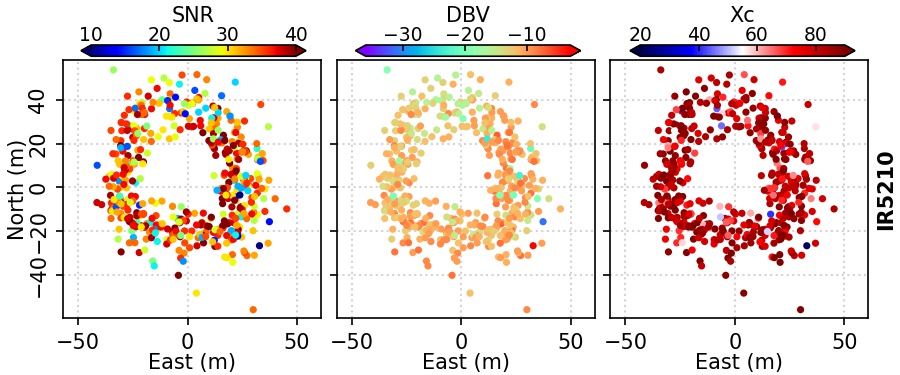 SNR
10 20 30 40
DBV
−30 −20 −10
Xc
20 40 60 80
North (m)
40
20
0
−20
−40
−50 0 50
East (m)
−50 0 50
East (m)
−50 0 50
East (m)
IR5210